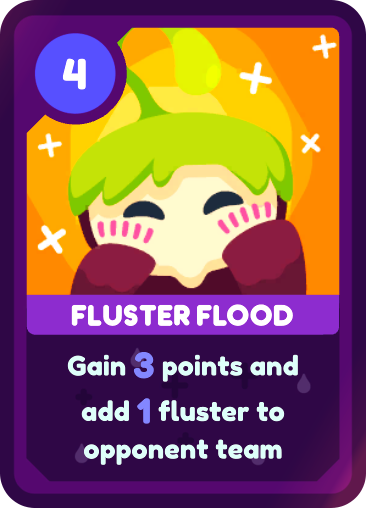 4
FLUSTER FLOOD
Gain 3 points and
add 1 fluster to
opponent team